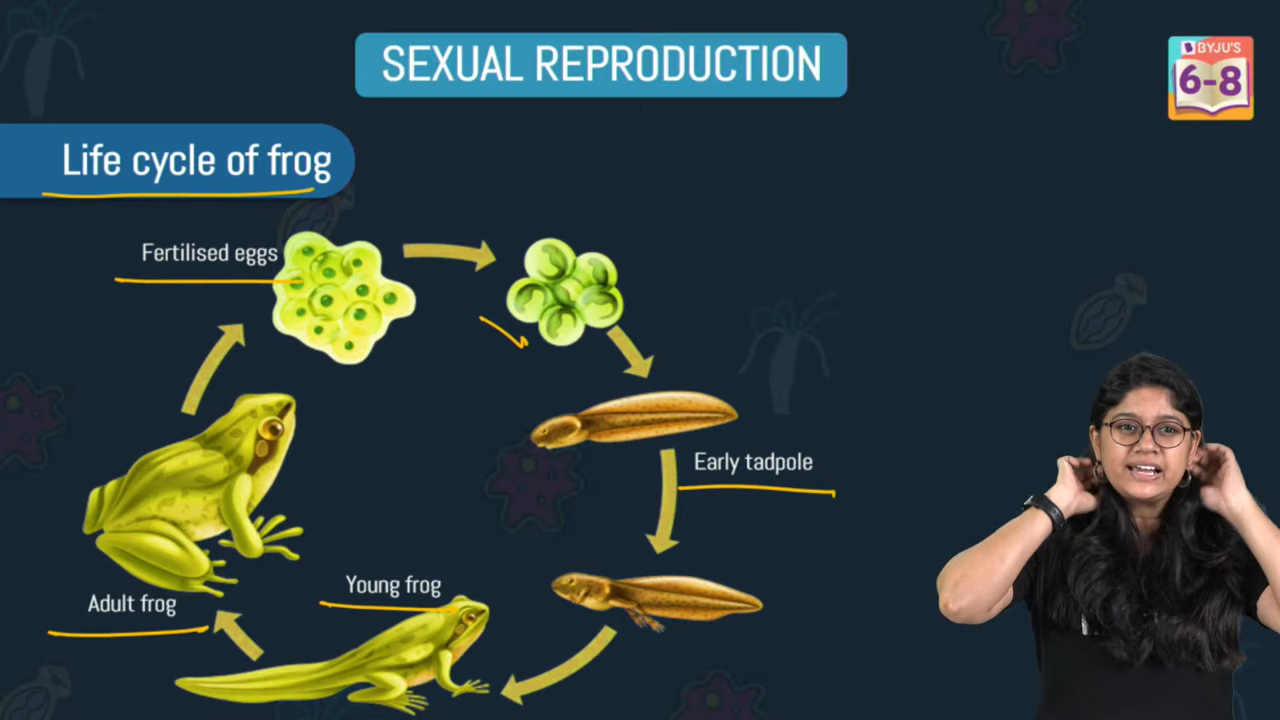 SEXUAL REPRODUCTION
BYJU'S
6-8
Life cycle of frog
Fertilised eggs
Early tadpole
Young frog
Adult frog